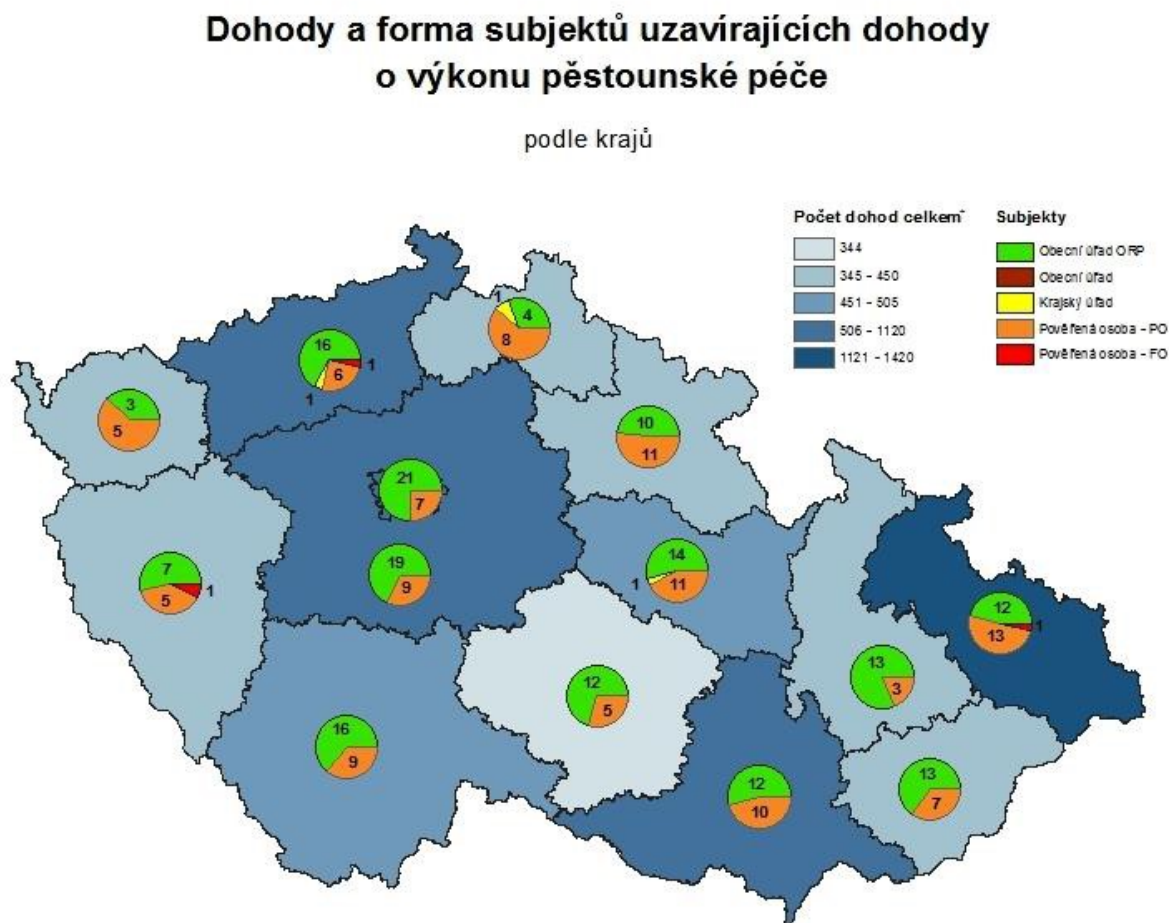 Dohody a forma subjektů uzavírajících dohody
o výkonu pěstounské péče
podle krajů
Počet dohod celkem*
344
345 - 450
451 - 505
506 - 1120
1121 - 1420
Subjekty
Obecní úřad ORP
Obecní úřad
Krajský úřad
Pověřená osoba - PO
Pověřená osoba - FO
1
4
8
16
1
6
1
3
5
10
11
21
7
19
9
14
1
11
7
1
5
12
1
13
13
3
12
5
16
9
13
7
12
10